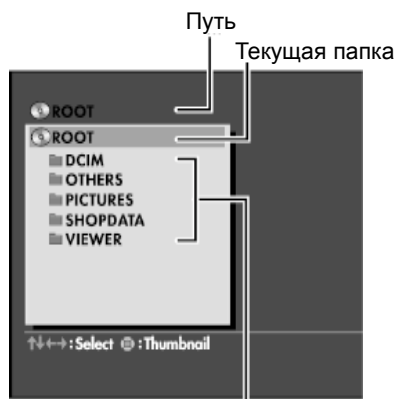 Путь
Текущая папка
ROOT
ROOT
DCIM
OTHERS
PICTURES
SHOPDATA
VIEWER
↑↓←→:Select :Thumbnail